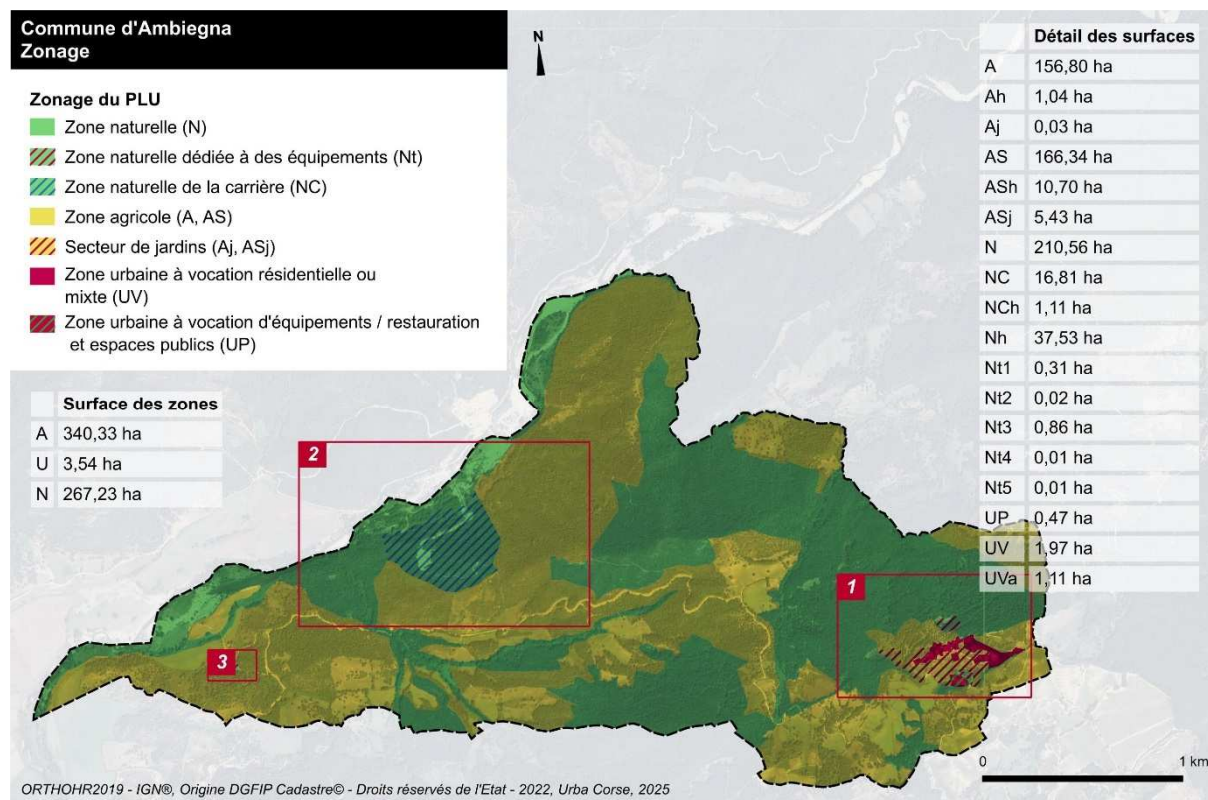 Commune d'Ambiegna
Zonage
Zonage du PLU
Zone naturelle (N)
Zone naturelle dédiée à des équipements (Nt)
Zone naturelle de la carrière (NC)
Zone agricole (A, AS)
Secteur de jardins (Aj, ASj)
Zone urbaine à vocation résidentielle ou
mixte (UV)
Zone urbaine à vocation d'équipements / restauration
et espaces publics (UP)
N
Détail des surfaces
A 156,80 ha
Ah 1,04 ha
Aj 0,03 ha
AS 166,34 ha
ASh 10,70 ha
ASj 5,43 ha
N 210,56 ha
NC 16,81 ha
NCh 1,11 ha
Nh 37,53 ha
Nt1 0,31 ha
Nt2 0,02 ha
Nt3 0,86 ha
Nt4 0,01 ha
Nt5 0,01 ha
UP 0,47 ha
UV 1,97 ha
UVa 1,11 ha
Surface des zones
A 340,33 ha
U 3,54 ha
N 267,23 ha
2
1
3
0 1 km
ORTHOHR2019 - IGN®, Origine DGFIP Cadastre© - Droits réservés de l'Etat - 2022, Urba Corse, 2025